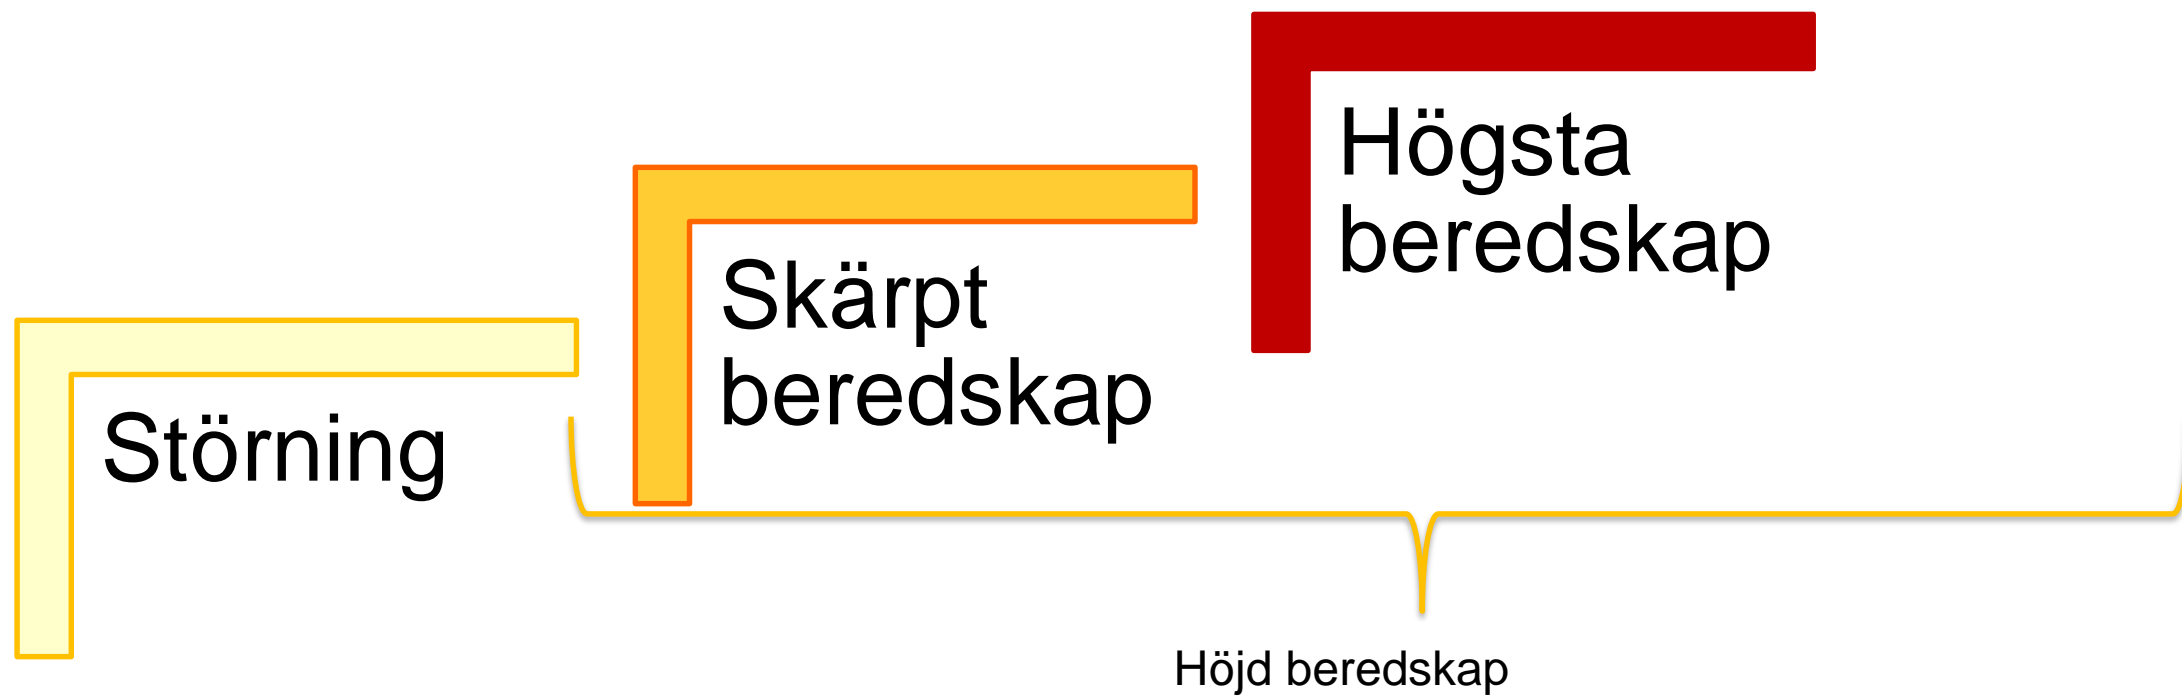 Störning
Skärpt
beredskap
Högsta
beredskap
Höjd beredskap